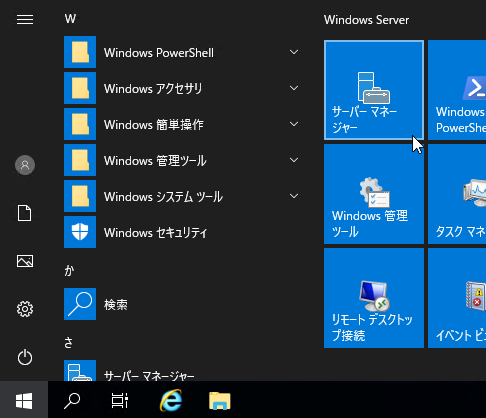 W
Windows PowerShell
Windows アクセサリ
Windows 簡単操作
Windows 管理ツール
Windows システム ツール
Windows セキュリティ
か
検索
さ
サーバー マネージャー
Windows Server
サーバー マネー
ジャー
Windows
PowerShe
Windows 管理
ツール
タスク マネ
リモート デスクトッ
プ接続
イベント ビュ